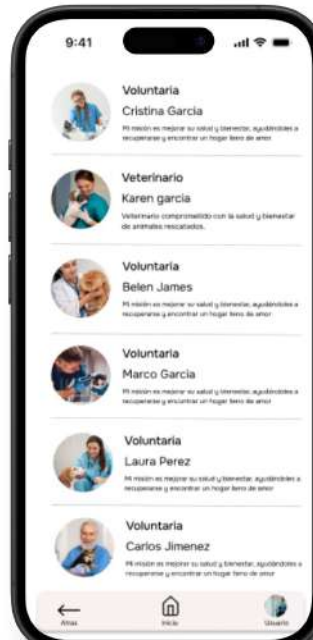 9:41
Voluntaria
Cristina Garcia
Mi misión es mejorar su salud y bienestar, ayudándoles a
recuperarse y encontrar un hogar lleno de amor
Veterinario
Karen garcia
Veterinario comprometido con la salud y bienestar
de animales rescatados.
Voluntaria
Belen James
Mi misión es mejorar su salud y bienestar, ayudándoles a
recuperarse y encontrar un hogar lleno de amor
Voluntaria
Marco Garcia
Mi misión es mejorar su salud y bienestar, ayudándoles a
recuperarse y encontrar un hogar lleno de amor
Voluntaria
Laura Perez
Mi misión es mejorar su salud y bienestar, ayudándoles a
recuperarse y encontrar un hogar lleno de amor
Voluntaria
Carlos Jimenez
Mi misión es mejorar su salud y bienestar, ayudándoles a
recuperarse y encontrar un hogar lleno de amor
Atras
Inicio
Usuario